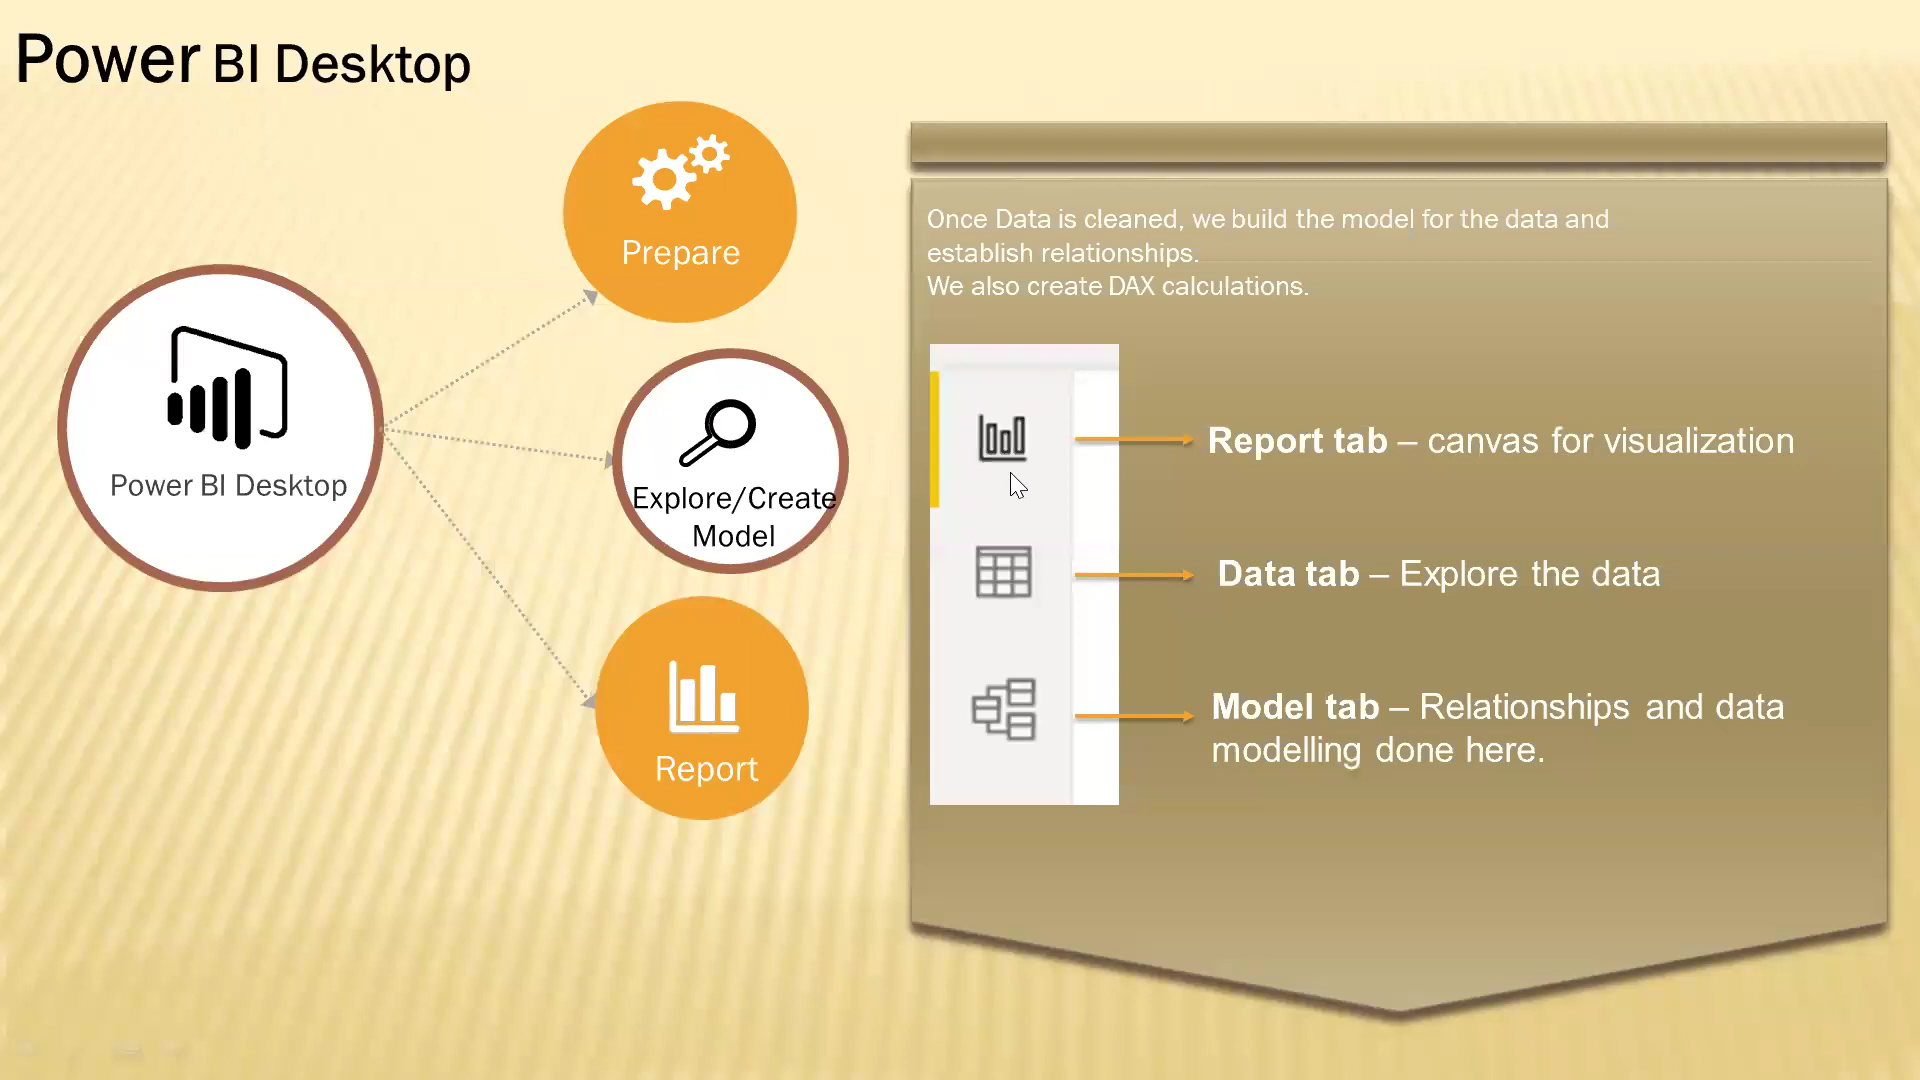 Power BI Desktop
Prepare
Power BI Desktop
Explore/Create
Model
Report
Once Data is cleaned, we build the model for the data and
establish relationships.
We also create DAX calculations.
Report tab – canvas for visualization
Data tab – Explore the data
Model tab – Relationships and data
modelling done here.